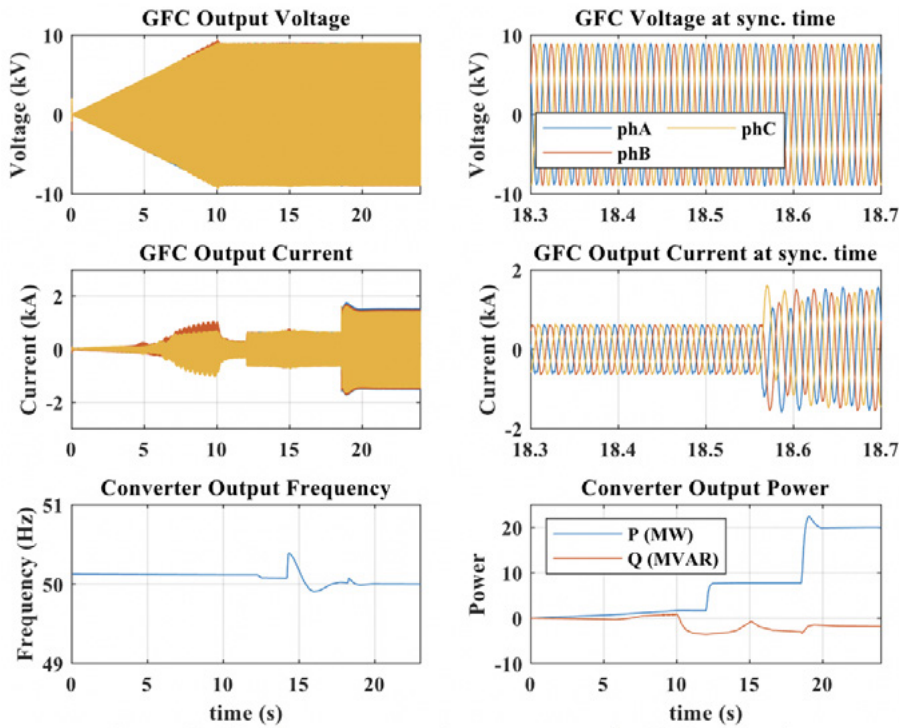 GFC Output Voltage
Voltage (kV)
10
0
-10
0 5 10 15 20
GFC Voltage at sync. time
Voltage (kV)
10
0
-10
phA phC
phB
18.3 18.4 18.5 18.6 18.7
GFC Output Current
Current (kA)
2
0
-2
0 5 10 15 20
GFC Output Current at sync. time
Current (kA)
2
0
-2
18.3 18.4 18.5 18.6 18.7
Converter Output Frequency
Frequency (Hz)
51
50
49
0 5 10 15 20
time (s)
Converter Output Power
Power
20
10
0
-10
P (MW)
Q (MVAR)
0 5 10 15 20
time (s)